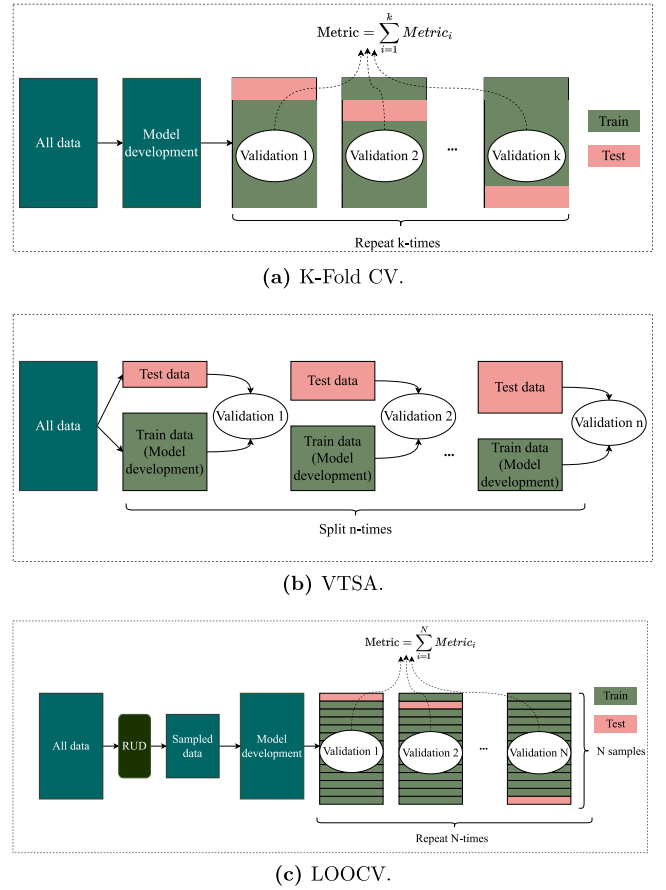 Metric = \sum_{i=1}^{k} Metric_i
All data
Model
development
Validation 1
Validation 2
...
Validation k
Train
Test
Repeat k-times
(a) K-Fold CV.
All data
Test data
Train data
(Model
development)
Validation 1
Test data
Train data
(Model
development)
Validation 2
...
Test data
Train data
(Model
development)
Validation n
Split n-times
(b) VTSA.
Metric = \sum_{i=1}^{N} Metric_i
All data
RUD
Sampled
data
Model
development
Validation 1
Validation 2
...
Validation N
Train
Test
N samples
Repeat N-times
(c) LOOCV.